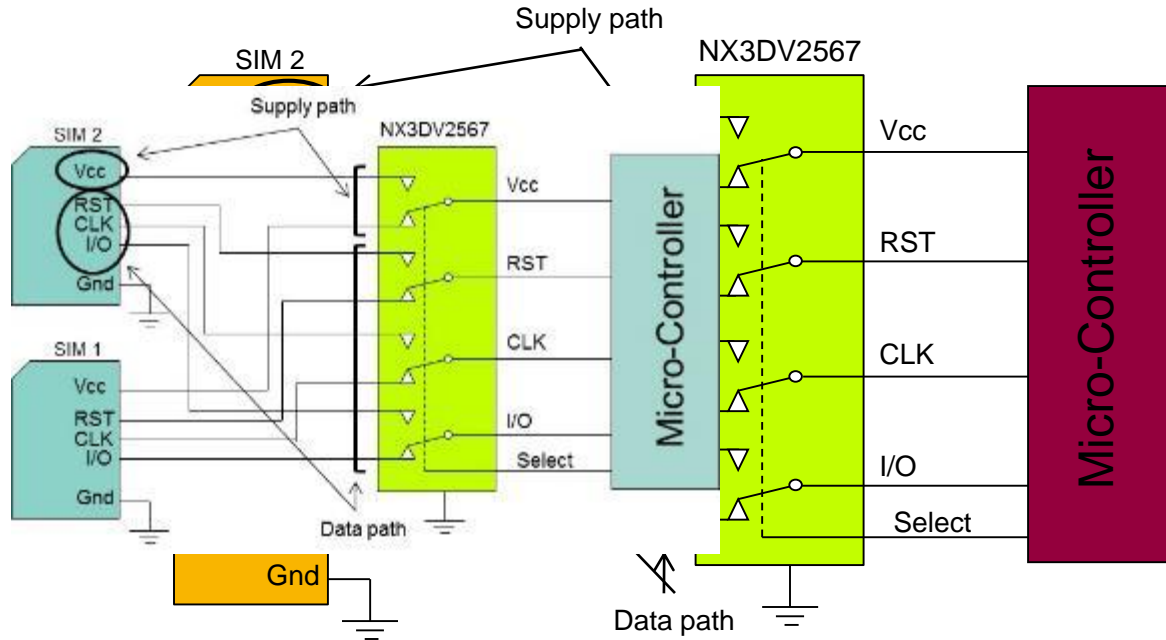 Supply path
NX3DV2567
SIM 2
Supply path
NX3DV2567
SIM 2
Vcc
RST
CLK
I/O
Gnd
SIM 1
Vcc
RST
CLK
I/O
Gnd
Vcc
RST
CLK
I/O
Select
Data path
Micro-Controller
Vcc
RST
CLK
I/O
Select
Micro-Controller
Gnd
Data path